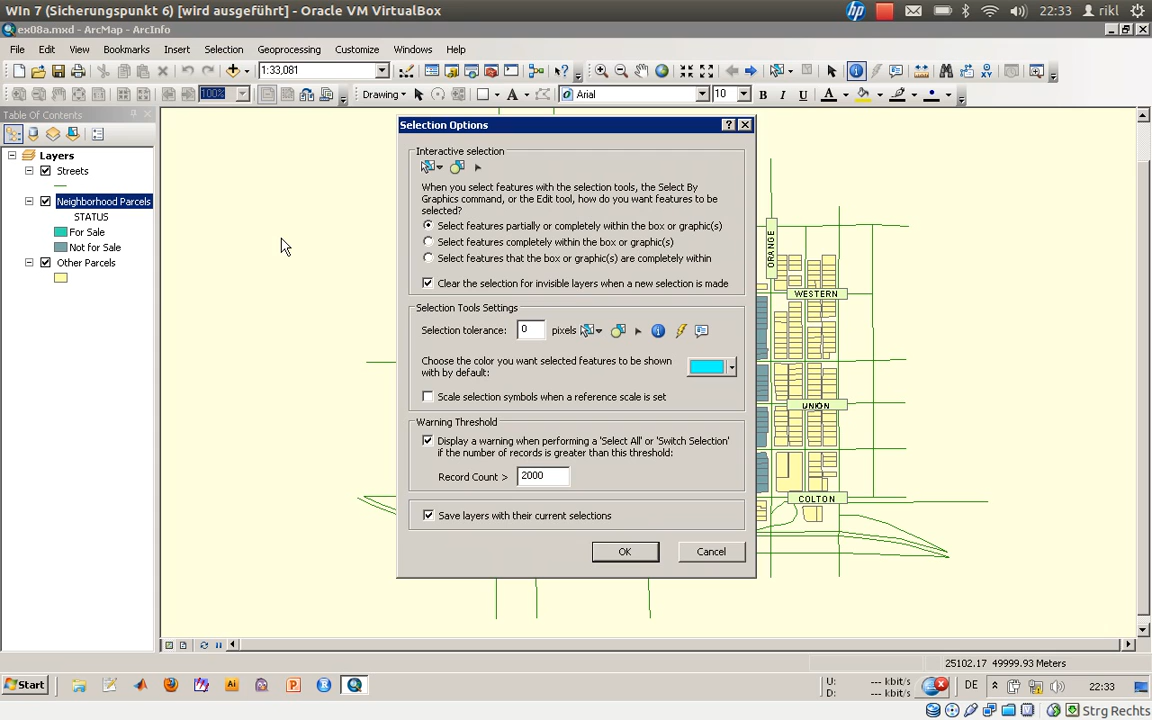 WIn 7 (Sicherungspunkt 6) [wird ausgeführt] - Oracle VM VirtualBox
22:33
rikl
ex08a.mxd - ArcMap - ArcInfo
File Edit View Bookmarks Insert Selection Geoprocessing Customize Windows Help
1:33,081
100%
Drawing
Arial
10
B I U A
Table Of Contents
Layers
Streets
Neighborhood Parcels
STATUS
For Sale
Not for Sale
Other Parcels
Selection Options
Interactive selection
When you select features with the selection tools, the Select By
Graphics command, or the Edit tool, how do you want features to be
selected?
Select features partially or completely within the box or graphic(s)
Select features completely within the box or graphic(s)
Select features that the box or graphic(s) are completely within
Clear the selection for invisible layers when a new selection is made
Selection Tools Settings
Selection tolerance: 0 pixels
Choose the color you want selected features to be shown
with by default:
Scale selection symbols when a reference scale is set
Warning Threshold
Display a warning when performing a 'Select All' or 'Switch Selection'
if the number of records is greater than this threshold:
Record Count > 2000
Save layers with their current selections
OK Cancel
ORANGE
WESTERN
UNION
COLTON
25102.17 49999.93 Meters
Start
U: --- kbit/s
D: --- kbit/s
DE
22:33
Strg Rechts